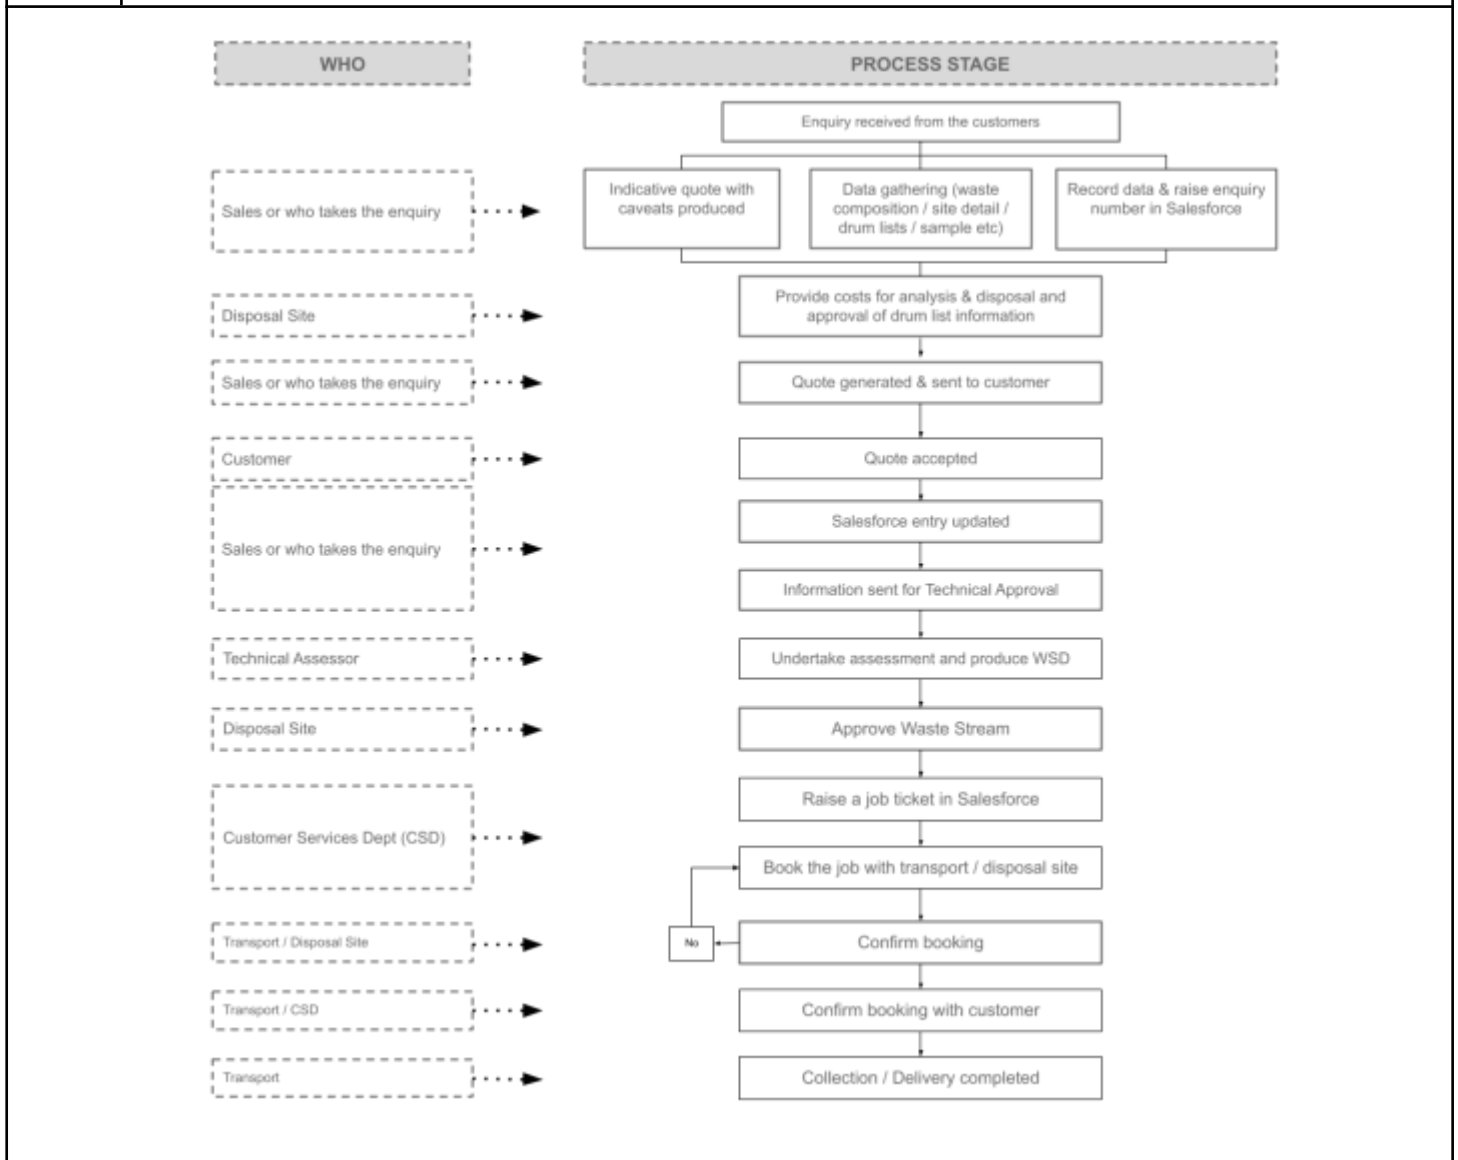 WHO
PROCESS STAGE
Enquiry received from the customers
Sales or who takes the enquiry
Indicative quote with
caveats produced
Data gathering (waste
composition / site detail /
drum lists / sample etc)
Record data & raise enquiry
number in Salesforce
Disposal Site
Provide costs for analysis & disposal and
approval of drum list information
Sales or who takes the enquiry
Quote generated & sent to customer
Customer
Quote accepted
Sales or who takes the enquiry
Salesforce entry updated
Information sent for Technical Approval
Technical Assessor
Undertake assessment and produce WSD
Disposal Site
Approve Waste Stream
Customer Services Dept (CSD)
Raise a job ticket in Salesforce
Book the job with transport / disposal site
Transport / Disposal Site
No
Confirm booking
Transport / CSD
Confirm booking with customer
Transport
Collection / Delivery completed